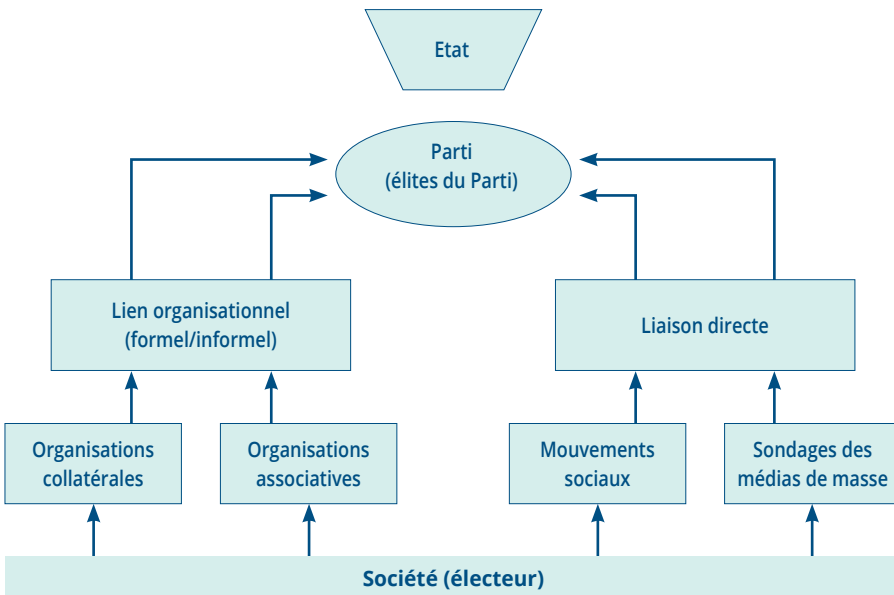 Etat
Parti
(élites du Parti)
Lien organisationnel
(formel/informel)
Liaison directe
Organisations
collatérales
Organisations
associatives
Mouvements
sociaux
Sondages des
médias de masse
Société (électeur)